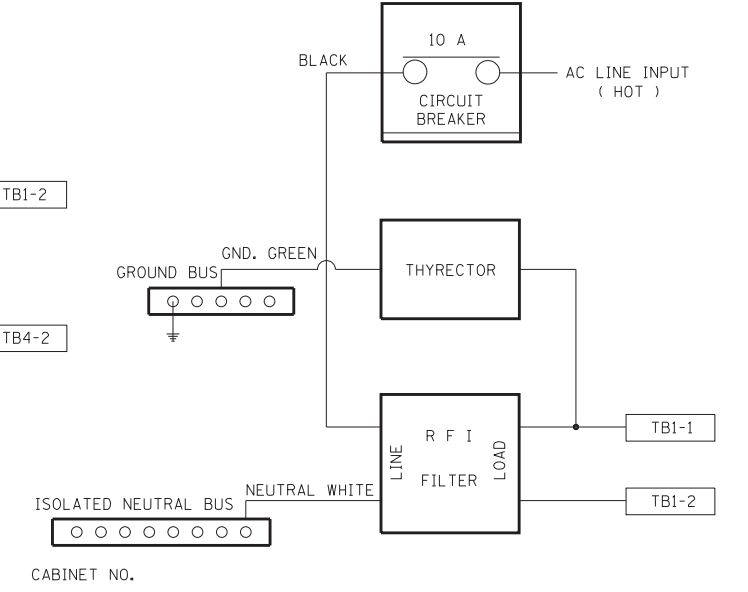 10 A
BLACK
AC LINE INPUT
( HOT )
CIRCUIT
BREAKER
TB1-2
GND. GREEN
GROUND BUS
THYRECTOR
TB4-2
R F I
FILTER
LINE
LOAD
TB1-1
NEUTRAL WHITE
TB1-2
ISOLATED NEUTRAL BUS
CABINET NO.